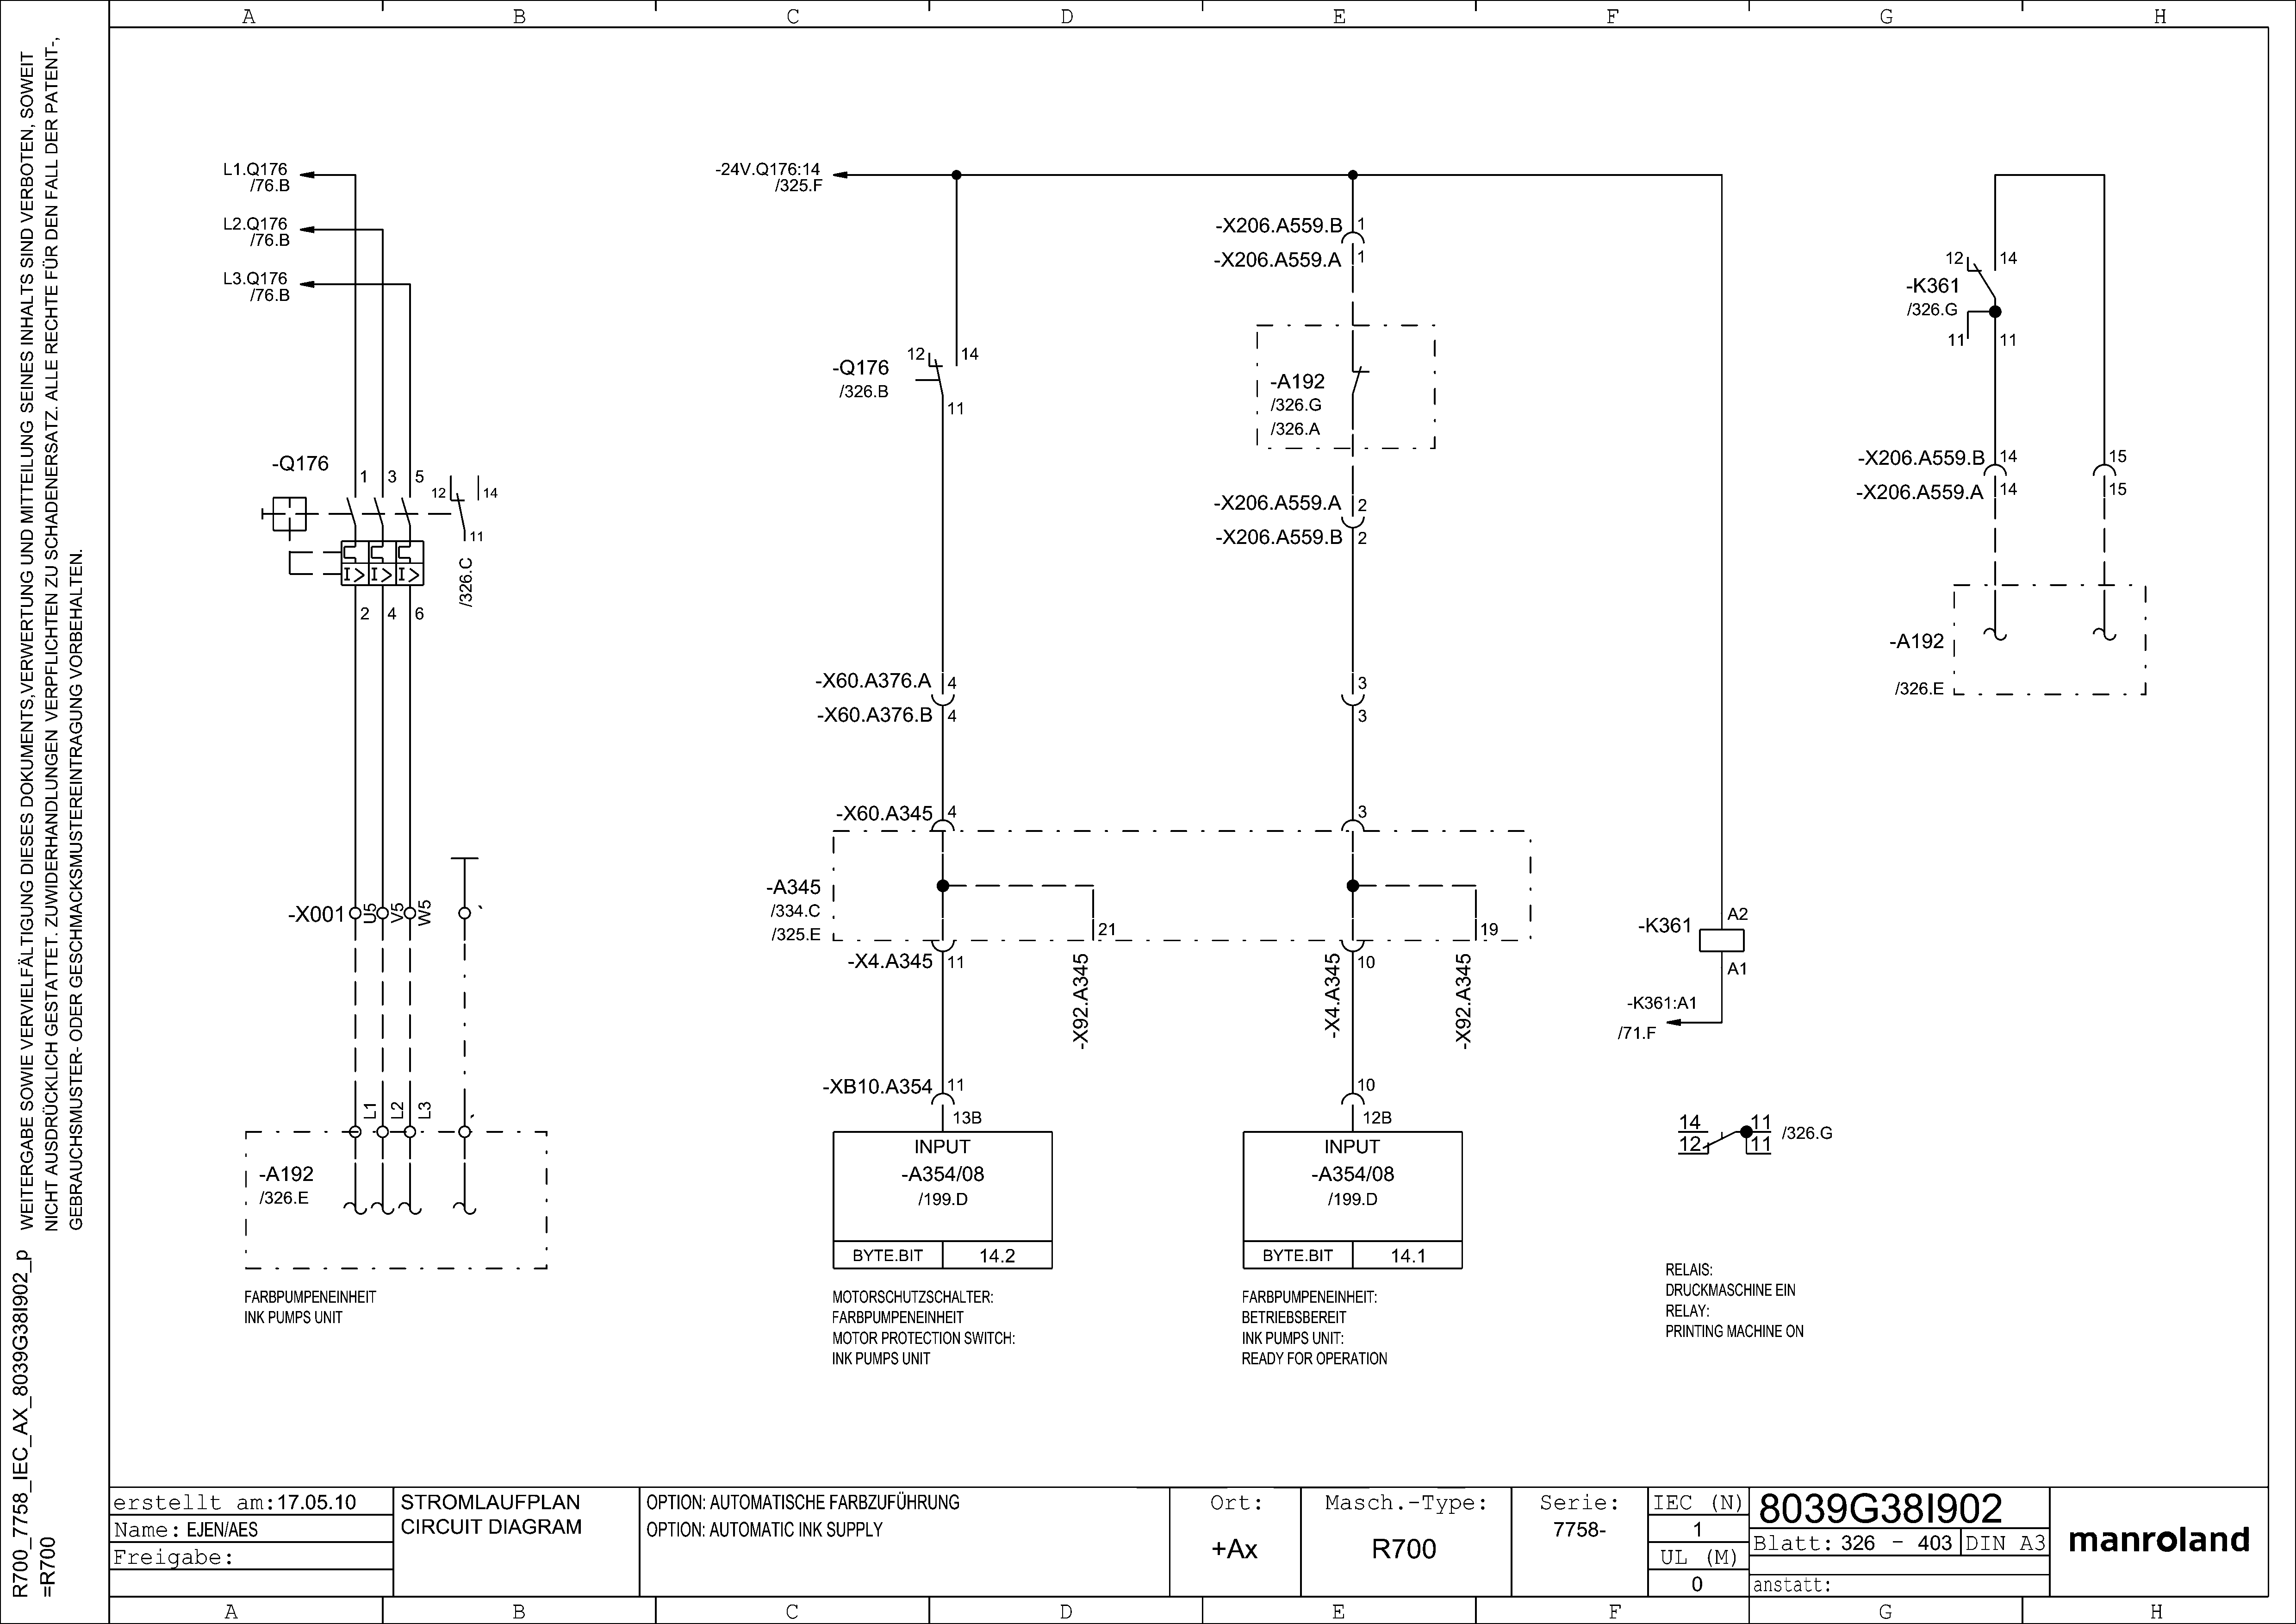 A B C D E F G H
WEITERGABE SOWIE VERVIELFÄLTIGUNG DIESES DOKUMENTS,VERWERTUNG UND MITTEILUNG SEINES INHALTS SIND VERBOTEN, SOWEIT
NICHT AUSDRÜCKLICH GESTATTET. ZUWIDERHANDLUNGEN VERPFLICHTEN ZU SCHADENERSATZ. ALLE RECHTE FÜR DEN FALL DER PATENT-,
GEBRAUCHSMUSTER- ODER GESCHMACKSMUSTEREINTRAGUNG VORBEHALTEN.
R700_7758_IEC_AX_8039G38I902_p
=R700
L1.Q176
/76.B
L2.Q176
/76.B
L3.Q176
/76.B
-Q176
1 3 5
12 14
11
I> I> I>
/326.C
2 4 6
-X001
U5 V5 W5
L1 L2 L3
-A192
/326.E
FARBPUMPENEINHEIT
INK PUMPS UNIT
-24V.Q176:14
/325.F
-Q176
/326.B
12 14
11
-X60.A376.A 4
-X60.A376.B 4
-X60.A345 4
-A345
/334.C
/325.E
21
-X4.A345 11
-X92.A345
-XB10.A354 11
13B
INPUT
-A354/08
/199.D
BYTE.BIT 14.2
MOTORSCHUTZSCHALTER:
FARBPUMPENEINHEIT
MOTOR PROTECTION SWITCH:
INK PUMPS UNIT
-X206.A559.B 1
-X206.A559.A 1
-A192
/326.G
/326.A
-X206.A559.A 2
-X206.A559.B 2
3
3
3
19
-X4.A345
10
-X92.A345
10
12B
INPUT
-A354/08
/199.D
BYTE.BIT 14.1
FARBPUMPENEINHEIT:
BETRIEBSBEREIT
INK PUMPS UNIT:
READY FOR OPERATION
-K361
A2
A1
-K361:A1
/71.F
14 11
12 11
/326.G
RELAIS:
DRUCKMASCHINE EIN
RELAY:
PRINTING MACHINE ON
12 14
-K361
/326.G
11 11
-X206.A559.B 14 15
-X206.A559.A 14 15
-A192
/326.E
erstellt am:17.05.10
Name: EJEN/AES
Freigabe:
STROMLAUFPLAN
CIRCUIT DIAGRAM
OPTION: AUTOMATISCHE FARBZUFÜHRUNG
OPTION: AUTOMATIC INK SUPPLY
Ort:
+Ax
Masch.-Type:
R700
Serie:
7758-
IEC (N)
1
UL (M)
0
8039G38I902
Blatt: 326 - 403 DIN A3
anstatt:
manroland
A B C D E F G H